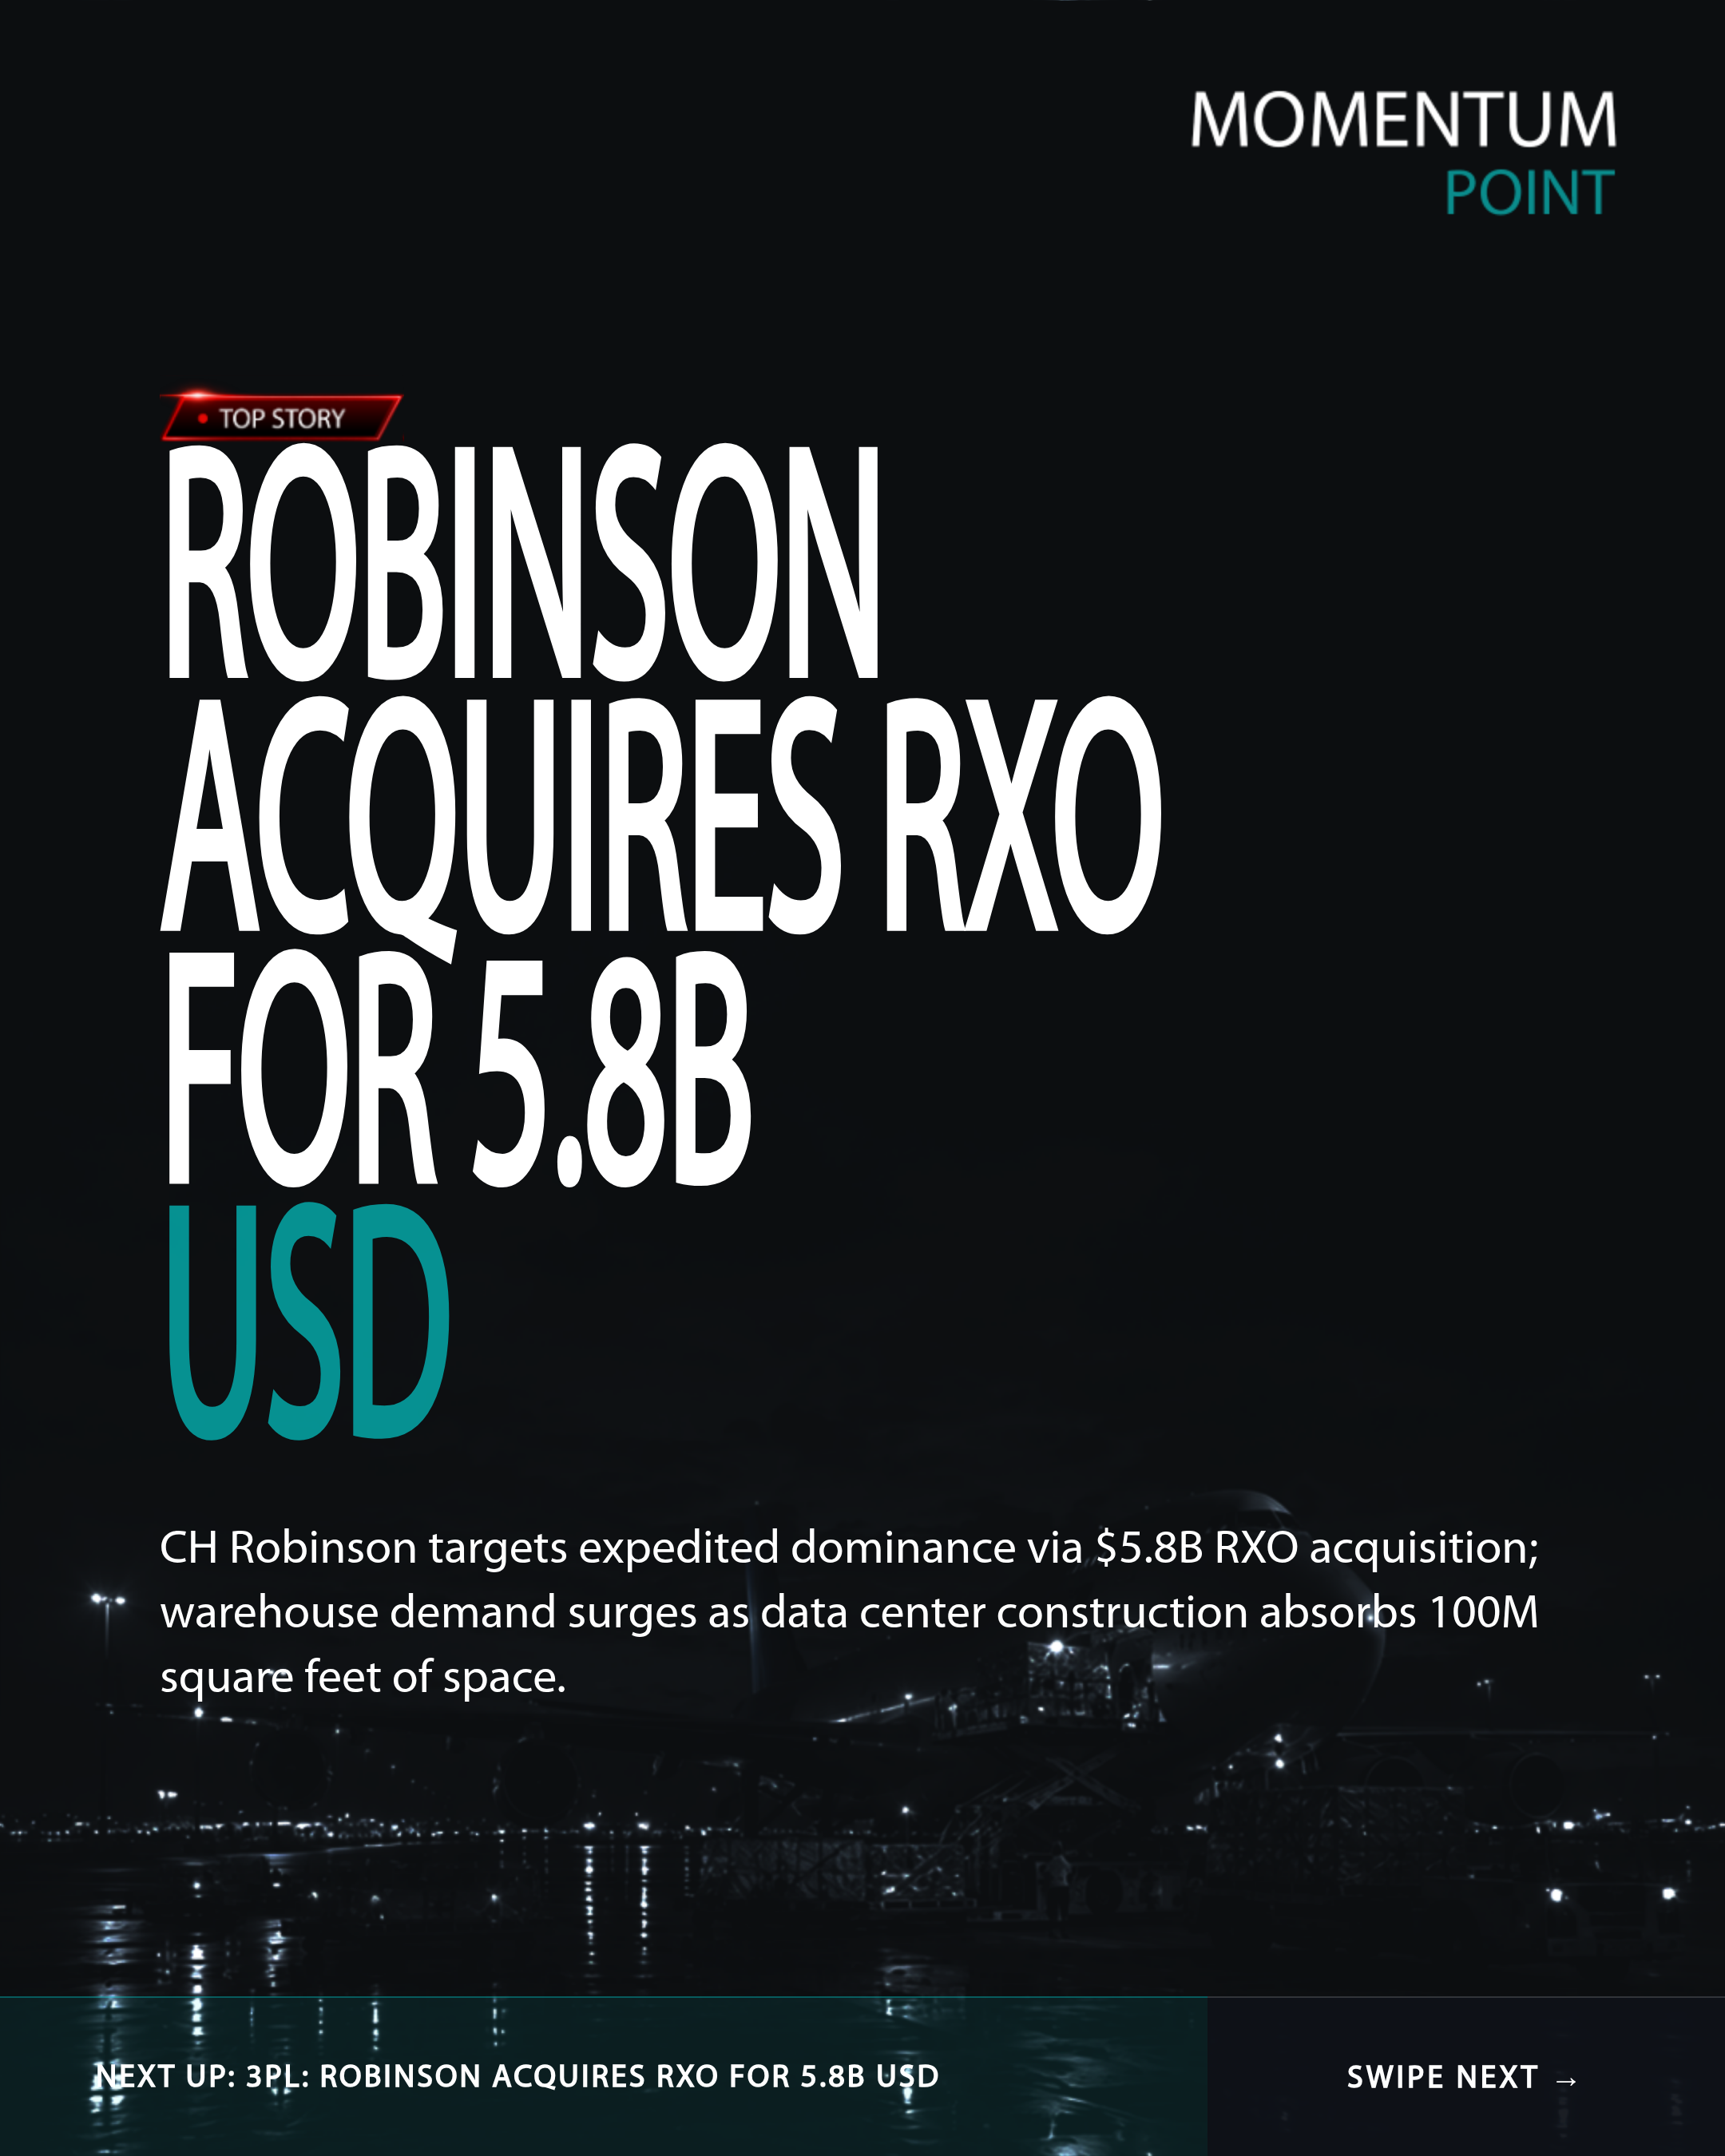 MOMENTUM
POINT
TOP STORY
ROBINSON
ACQUIRES RXO
FOR 5.8B
USD
CH Robinson targets expedited dominance via $5.8B RXO acquisition;
warehouse demand surges as data center construction absorbs 100M
square feet of space.
NEXT UP: 3PL: ROBINSON ACQUIRES RXO FOR 5.8B USD
SWIPE NEXT →